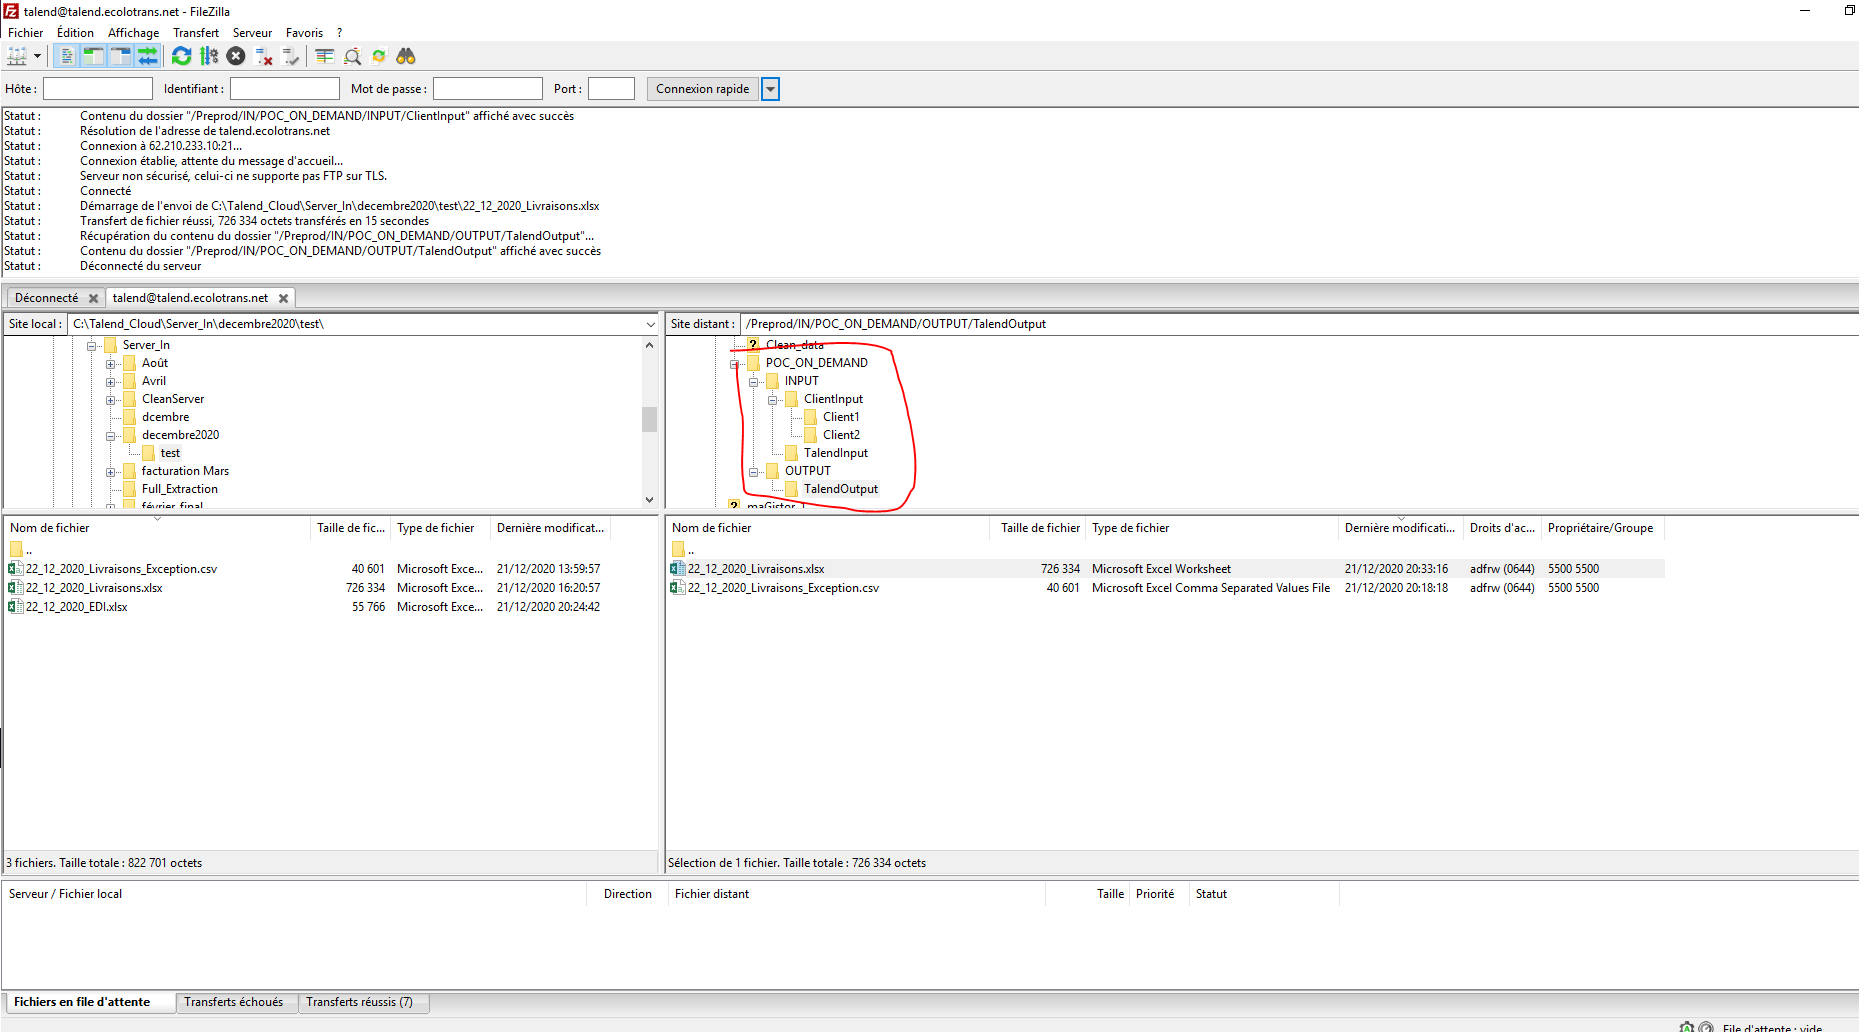 talend@talend.ecolotrans.net - FileZilla
Fichier Édition Affichage Transfert Serveur Favoris ?
Hôte : Identifiant : Mot de passe : Port : Connexion rapide
Statut : Contenu du dossier "/Preprod/IN/POC_ON_DEMAND/INPUT/ClientInput" affiché avec succès
Statut : Résolution de l'adresse de talend.ecolotrans.net
Statut : Connexion à 62.210.233.10:21...
Statut : Connexion établie, attente du message d'accueil...
Statut : Serveur non sécurisé, celui-ci ne supporte pas FTP sur TLS.
Statut : Connecté
Statut : Démarrage de l'envoi de C:\Talend_Cloud\Server_In\decembre2020\test\22_12_2020_Livraisons.xlsx
Statut : Transfert de fichier réussi, 726 334 octets transférés en 15 secondes
Statut : Récupération du contenu du dossier "/Preprod/IN/POC_ON_DEMAND/OUTPUT/TalendOutput"...
Statut : Contenu du dossier "/Preprod/IN/POC_ON_DEMAND/OUTPUT/TalendOutput" affiché avec succès
Statut : Déconnecté du serveur
Déconnecté talend@talend.ecolotrans.net
Site local : C:\Talend_Cloud\Server_In\decembre2020\test\
Server_In
Août
Avril
CleanServer
dcembre
decembre2020
test
facturation Mars
Full_Extraction
février_final
Site distant : /Preprod/IN/POC_ON_DEMAND/OUTPUT/TalendOutput
Clean_data
POC_ON_DEMAND
INPUT
ClientInput
Client1
Client2
TalendInput
OUTPUT
TalendOutput
maGistor_1
Nom de fichier Taille de fic... Type de fichier Dernière modificat...
..
22_12_2020_Livraisons_Exception.csv 40 601 Microsoft Exce... 21/12/2020 13:59:57
22_12_2020_Livraisons.xlsx 726 334 Microsoft Exce... 21/12/2020 16:20:57
22_12_2020_EDI.xlsx 55 766 Microsoft Exce... 21/12/2020 20:24:42
3 fichiers. Taille totale : 822 701 octets
Nom de fichier Taille de fichier Type de fichier Dernière modificati... Droits d'ac... Propriétaire/Groupe
..
22_12_2020_Livraisons.xlsx 726 334 Microsoft Excel Worksheet 21/12/2020 20:33:16 adfrw (0644) 5500 5500
22_12_2020_Livraisons_Exception.csv 40 601 Microsoft Excel Comma Separated Values File 21/12/2020 20:18:18 adfrw (0644) 5500 5500
Sélection de 1 fichier. Taille totale : 726 334 octets
Serveur / Fichier local Direction Fichier distant Taille Priorité Statut
Fichiers en file d'attente Transferts échoués Transferts réussis (7)
File d'attente : vide